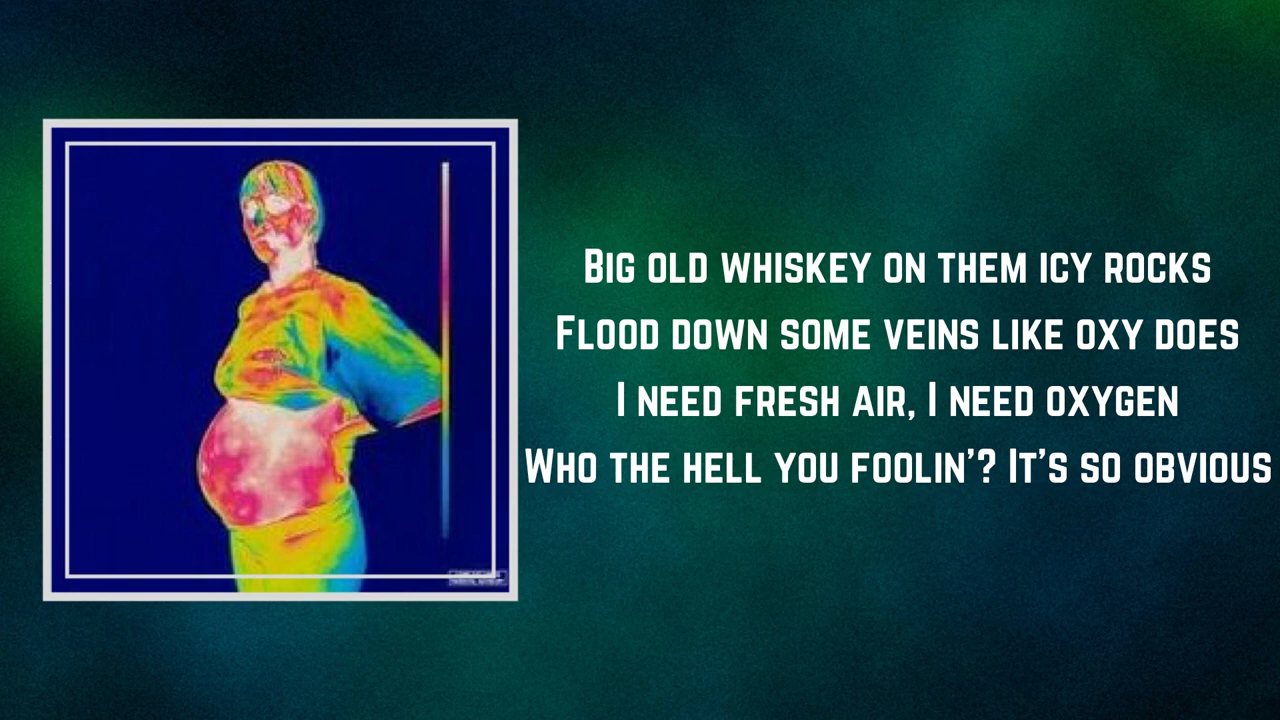 Big old whiskey on them icy rocks
Flood down some veins like oxy does
I need fresh air, I need oxygen
Who the hell you foolin'? It's so obvious